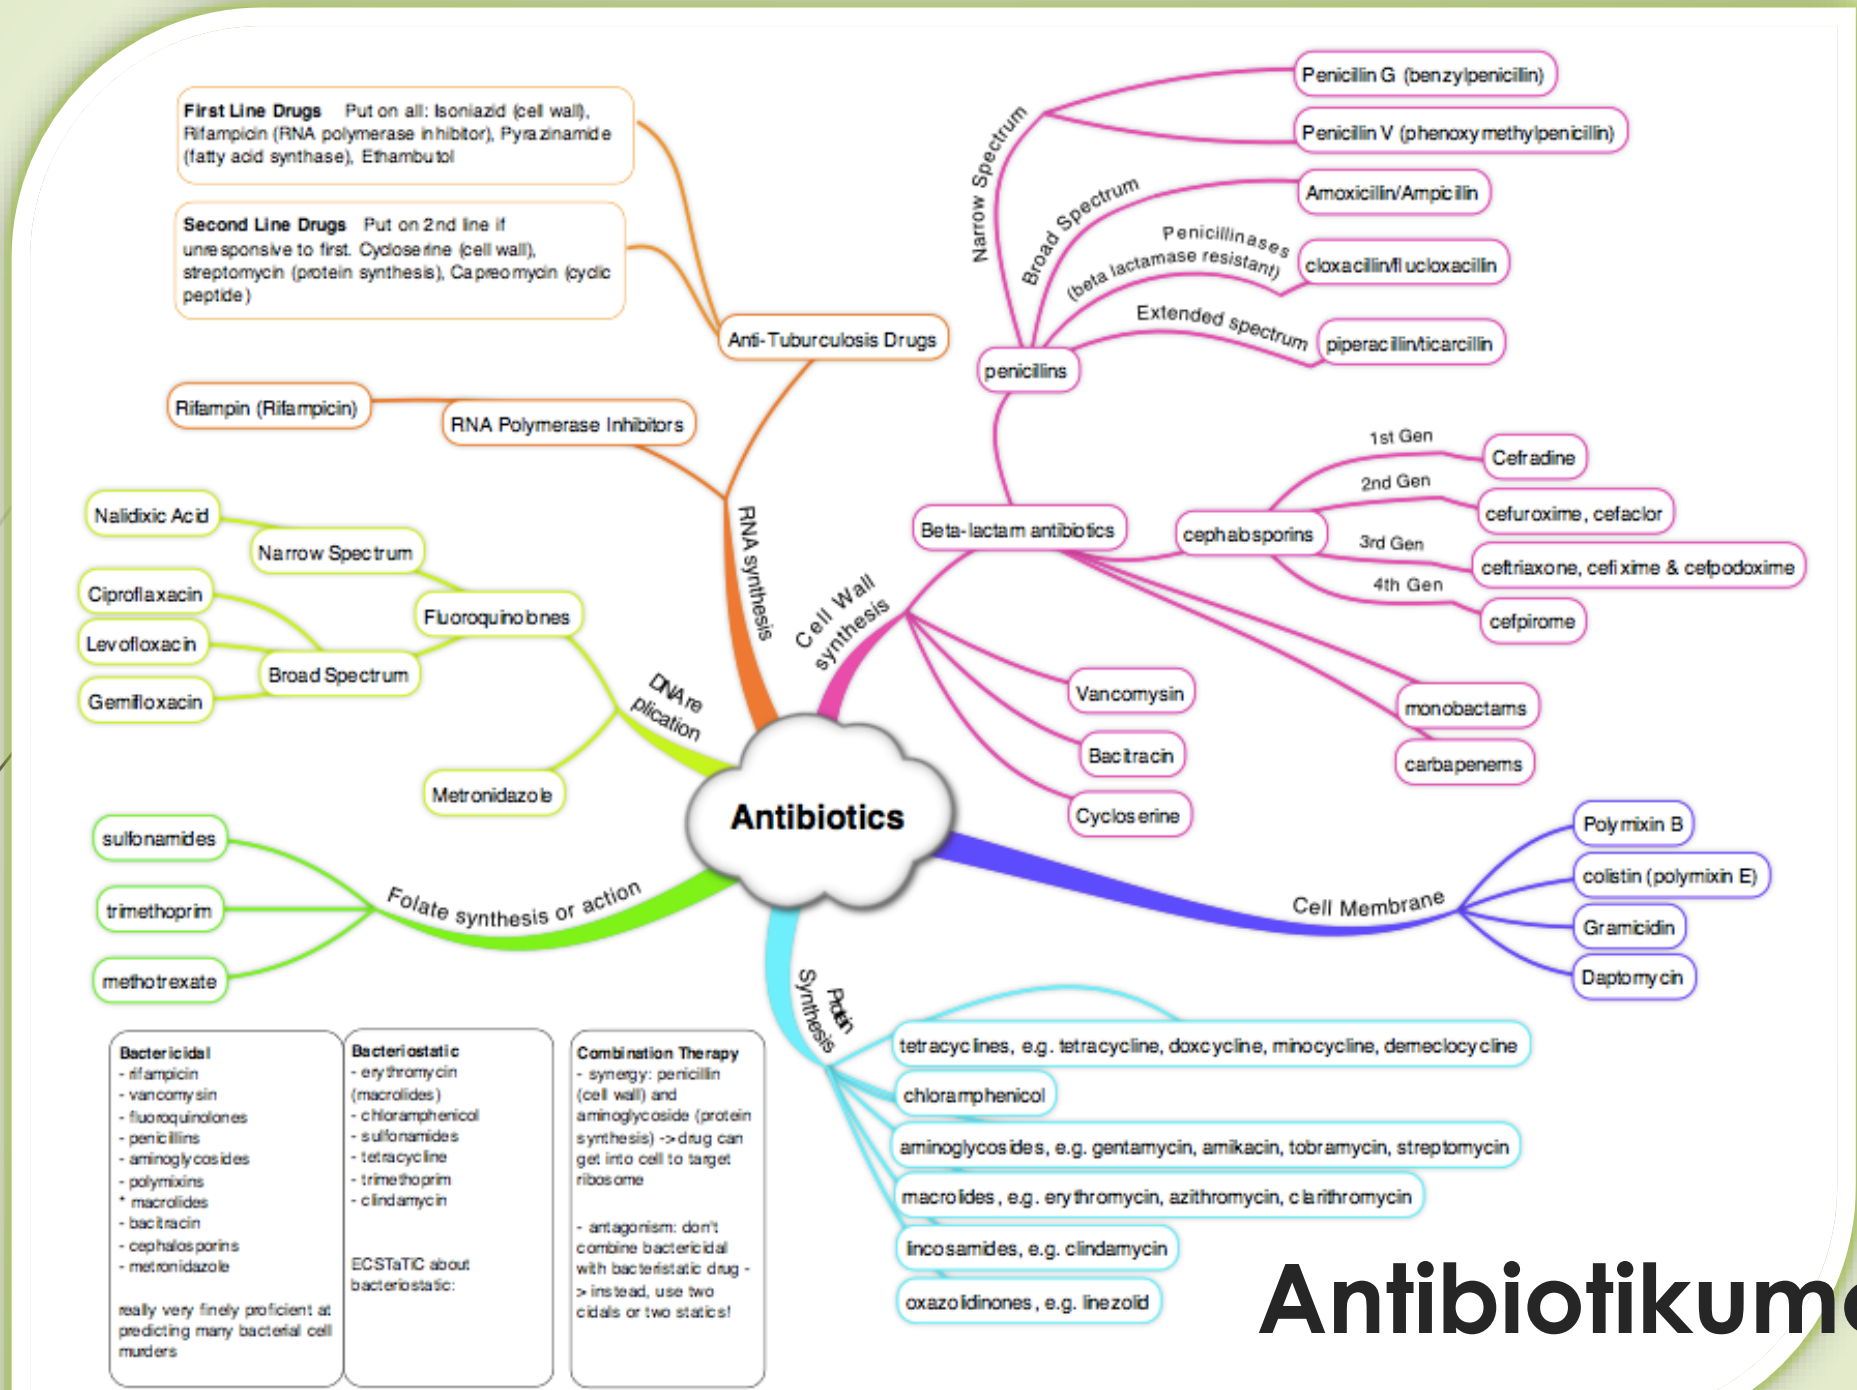 First Line Drugs Put on all: Isoniazid (cell wall),
Rifampicin (RNA polymerase inhibitor), Pyrazinamide
(fatty acid synthase), Ethambutol
Second Line Drugs Put on 2nd line if
unresponsive to first. Cycloserine (cell wall),
streptomycin (protein synthesis), Capreomycin (cyclic
peptide)
Anti-Tuburculosis Drugs
Rifampin (Rifampicin)
RNA Polymerase Inhibitors
RNA synthesis
Nalidixic Acid
Narrow Spectrum
Ciproflaxacin
Levofloxacin
Gemifloxacin
Broad Spectrum
Fluoroquinolones
DNA re
plication
Metronidazole
sulfonamides
trimethoprim
methotrexate
Folate synthesis or action
Antibiotics
Narrow Spectrum
Penicillin G (benzylpenicillin)
Penicillin V (phenoxymethylpenicillin)
Broad Spectrum
Amoxicillin/Ampicillin
Penicillinases
(beta lactamase resistant)
cloxacillin/flucloxacillin
Extended spectrum
piperacillin/ticarcillin
penicillins
Beta-lactam antibiotics
cephalosporins
1st Gen
Cefradine
2nd Gen
cefuroxime, cefaclor
3rd Gen
ceftriaxone, cefixime & cefpodoxime
4th Gen
cefpirome
monobactams
carbapenems
Cell Wall
synthesis
Vancomysin
Bacitracin
Cycloserine
Cell Membrane
Polymixin B
colistin (polymixin E)
Gramicidin
Daptomycin
Protein
Synthesis
tetracyclines, e.g. tetracycline, doxcycline, minocycline, demeclocycline
chloramphenicol
aminoglycosides, e.g. gentamycin, amikacin, tobramycin, streptomycin
macrolides, e.g. erythromycin, azithromycin, clarithromycin
lincosamides, e.g. clindamycin
oxazolidinones, e.g. linezolid
Bactericidal
- rifampicin
- vancomysin
- fluoroquinolones
- penicillins
- aminoglycosides
- polymixins
* macrolides
- bacitracin
- cephalosporins
- metronidazole
really very finely proficient at
predicting many bacterial cell
murders
Bacteriostatic
- erythromycin
(macrolides)
- chloramphenicol
- sulfonamides
- tetracycline
- trimethoprim
- clindamycin
ECSTaTiC about
bacteriostatic:
Combination Therapy
- synergy: penicillin
(cell wall) and
aminoglycoside (protein
synthesis) -> drug can
get into cell to target
ribosome
- antagonism: don't
combine bactericidal
with bacteristatic drug -
> instead, use two
cidals or two statics!
Antibiotikum